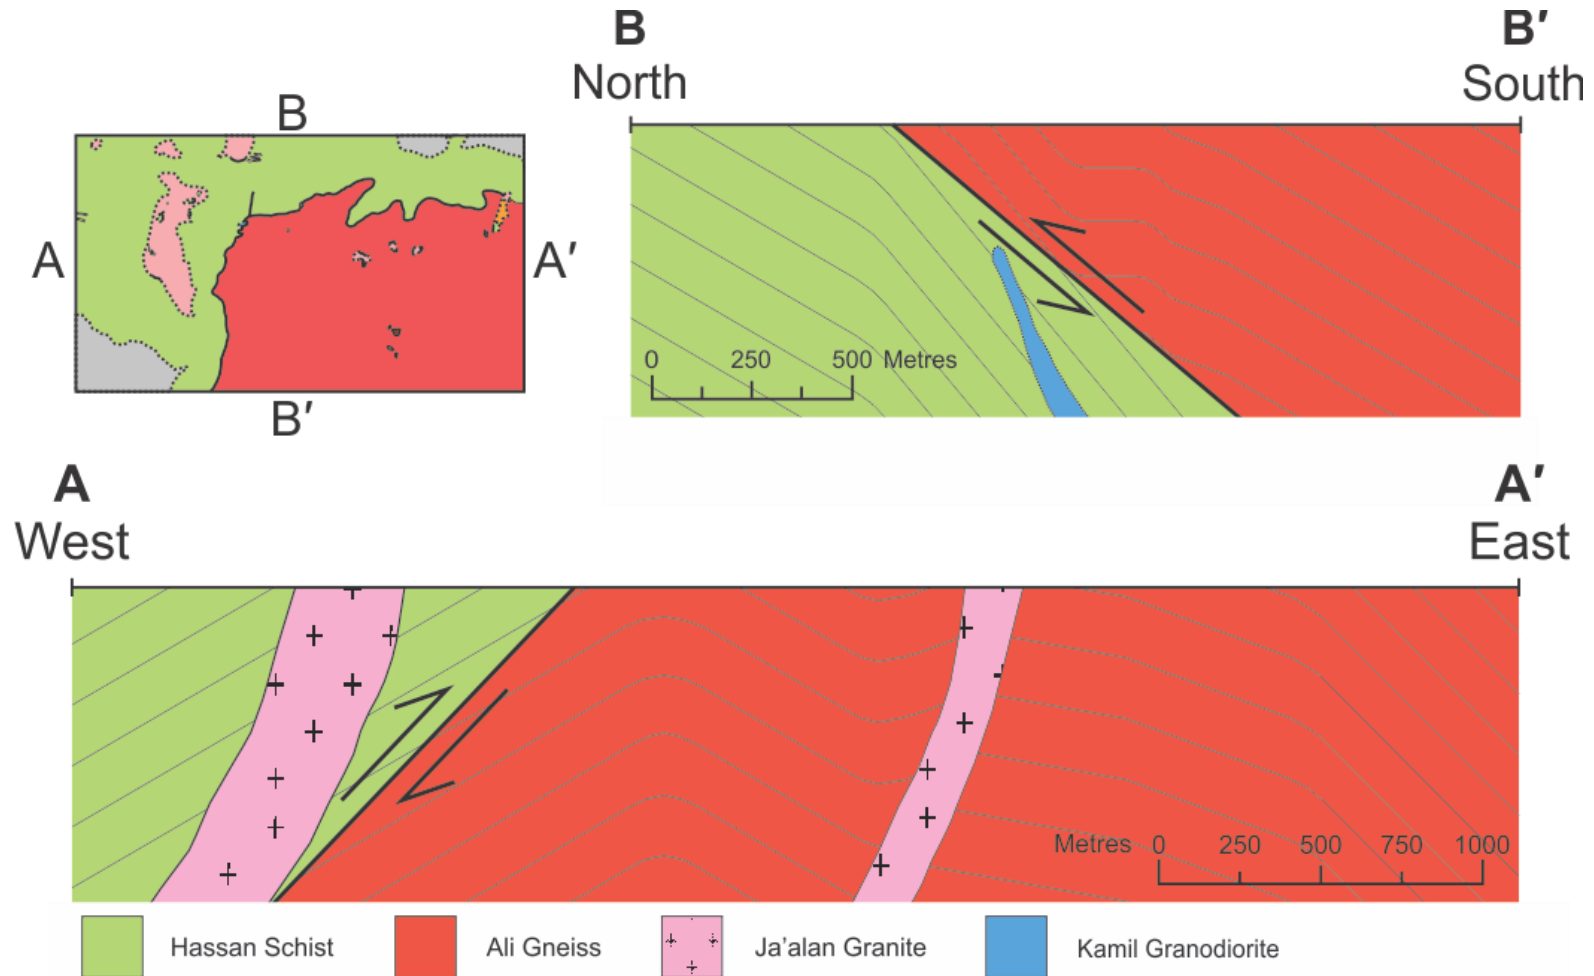 B B′
North South
B
A A′
B′
0 250 500 Metres
A A′
West East
Metres 0 250 500 750 1000
Hassan Schist Ali Gneiss Ja’alan Granite Kamil Granodiorite